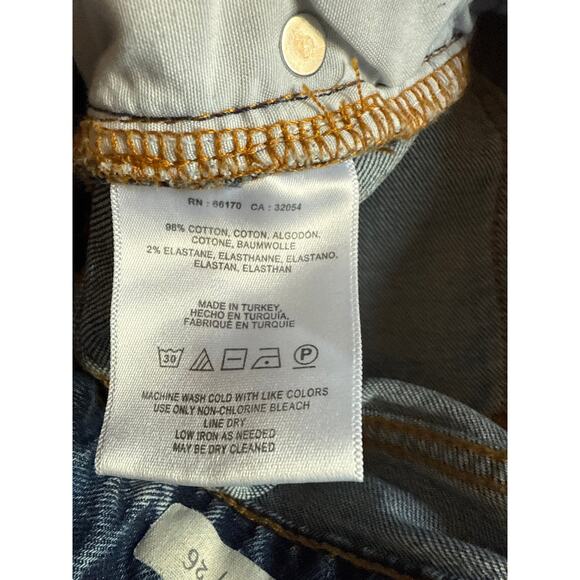 RN : 66170 CA : 32054
98% COTTON, COTON, ALGODÓN,
COTONE, BAUMWOLLE
2% ELASTANE, ELASTHANNE, ELASTANO,
ELASTAN, ELASTHAN
MADE IN TURKEY,
HECHO EN TURQUÍA,
FABRIQUÉ EN TURQUIE
30 P
MACHINE WASH COLD WITH LIKE COLORS
USE ONLY NON-CHLORINE BLEACH
LINE DRY
LOW IRON AS NEEDED
MAY BE DRY CLEANED
26